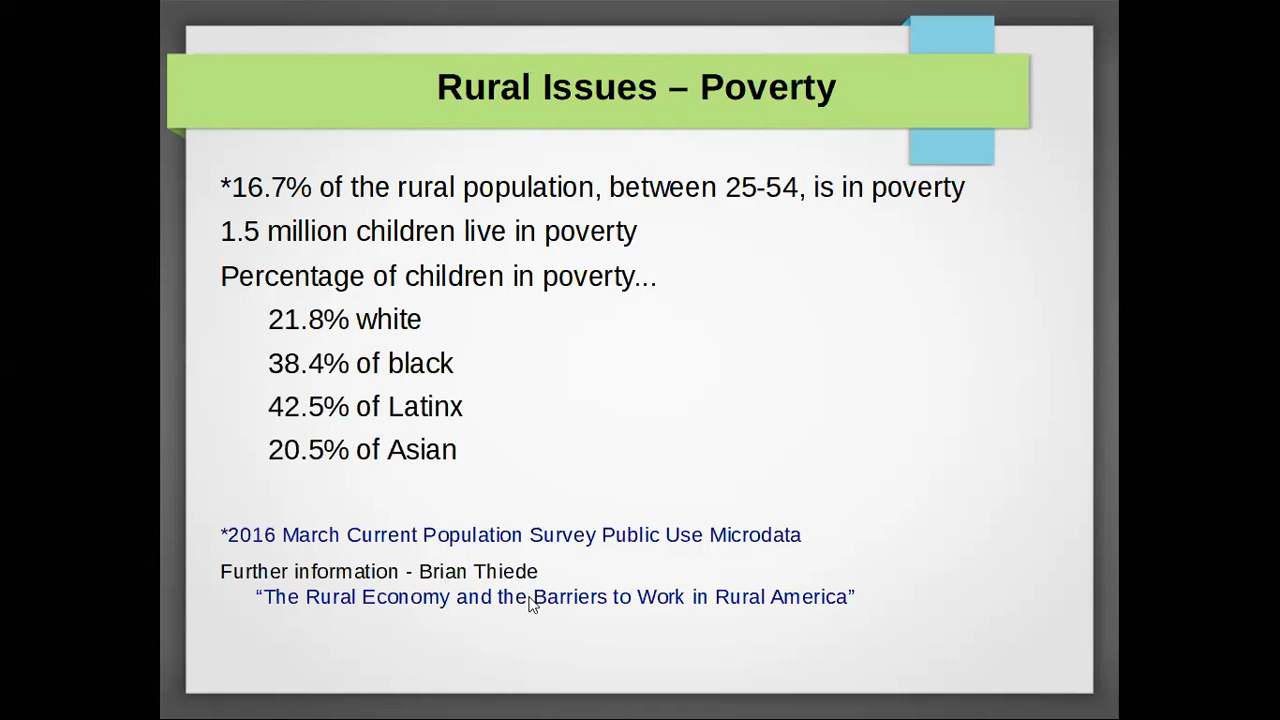 Rural Issues – Poverty
*16.7% of the rural population, between 25-54, is in poverty
1.5 million children live in poverty
Percentage of children in poverty...
21.8% white
38.4% of black
42.5% of Latinx
20.5% of Asian
*2016 March Current Population Survey Public Use Microdata
Further information - Brian Thiede
“The Rural Economy and the Barriers to Work in Rural America”